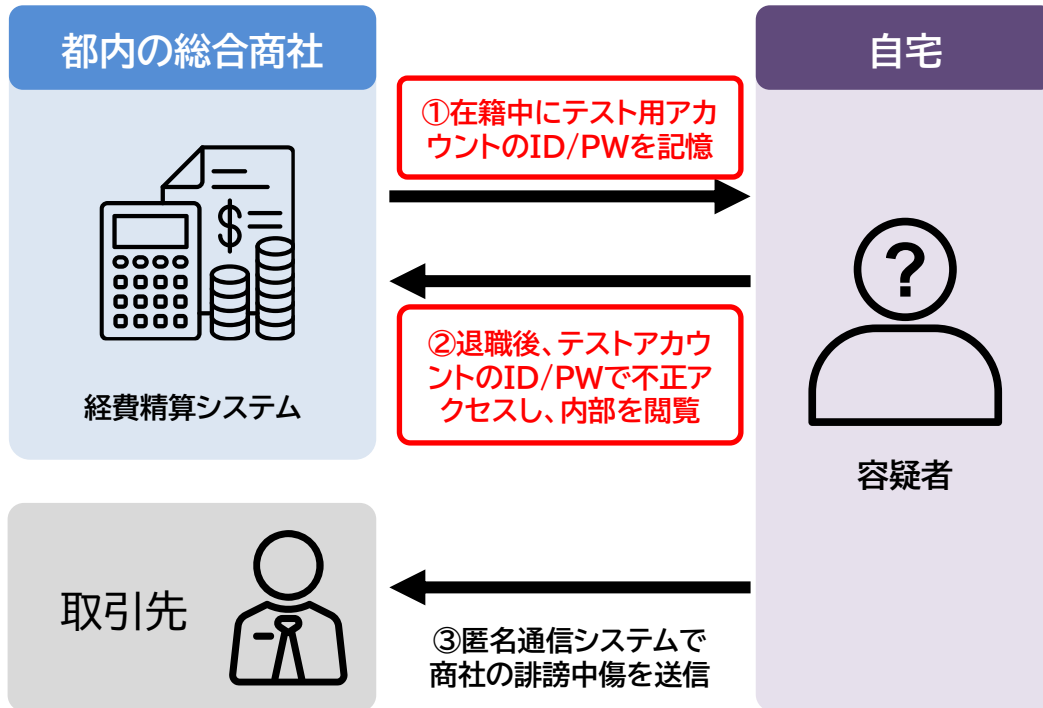 都内の総合商社
自宅
①在籍中にテスト用アカ
ウントのID/PWを記憶
$
経費精算システム
②退職後、テストアカウ
ントのID/PWで不正ア
クセスし、内部を閲覧
?
容疑者
取引先
③匿名通信システムで
商社の誹謗中傷を送信